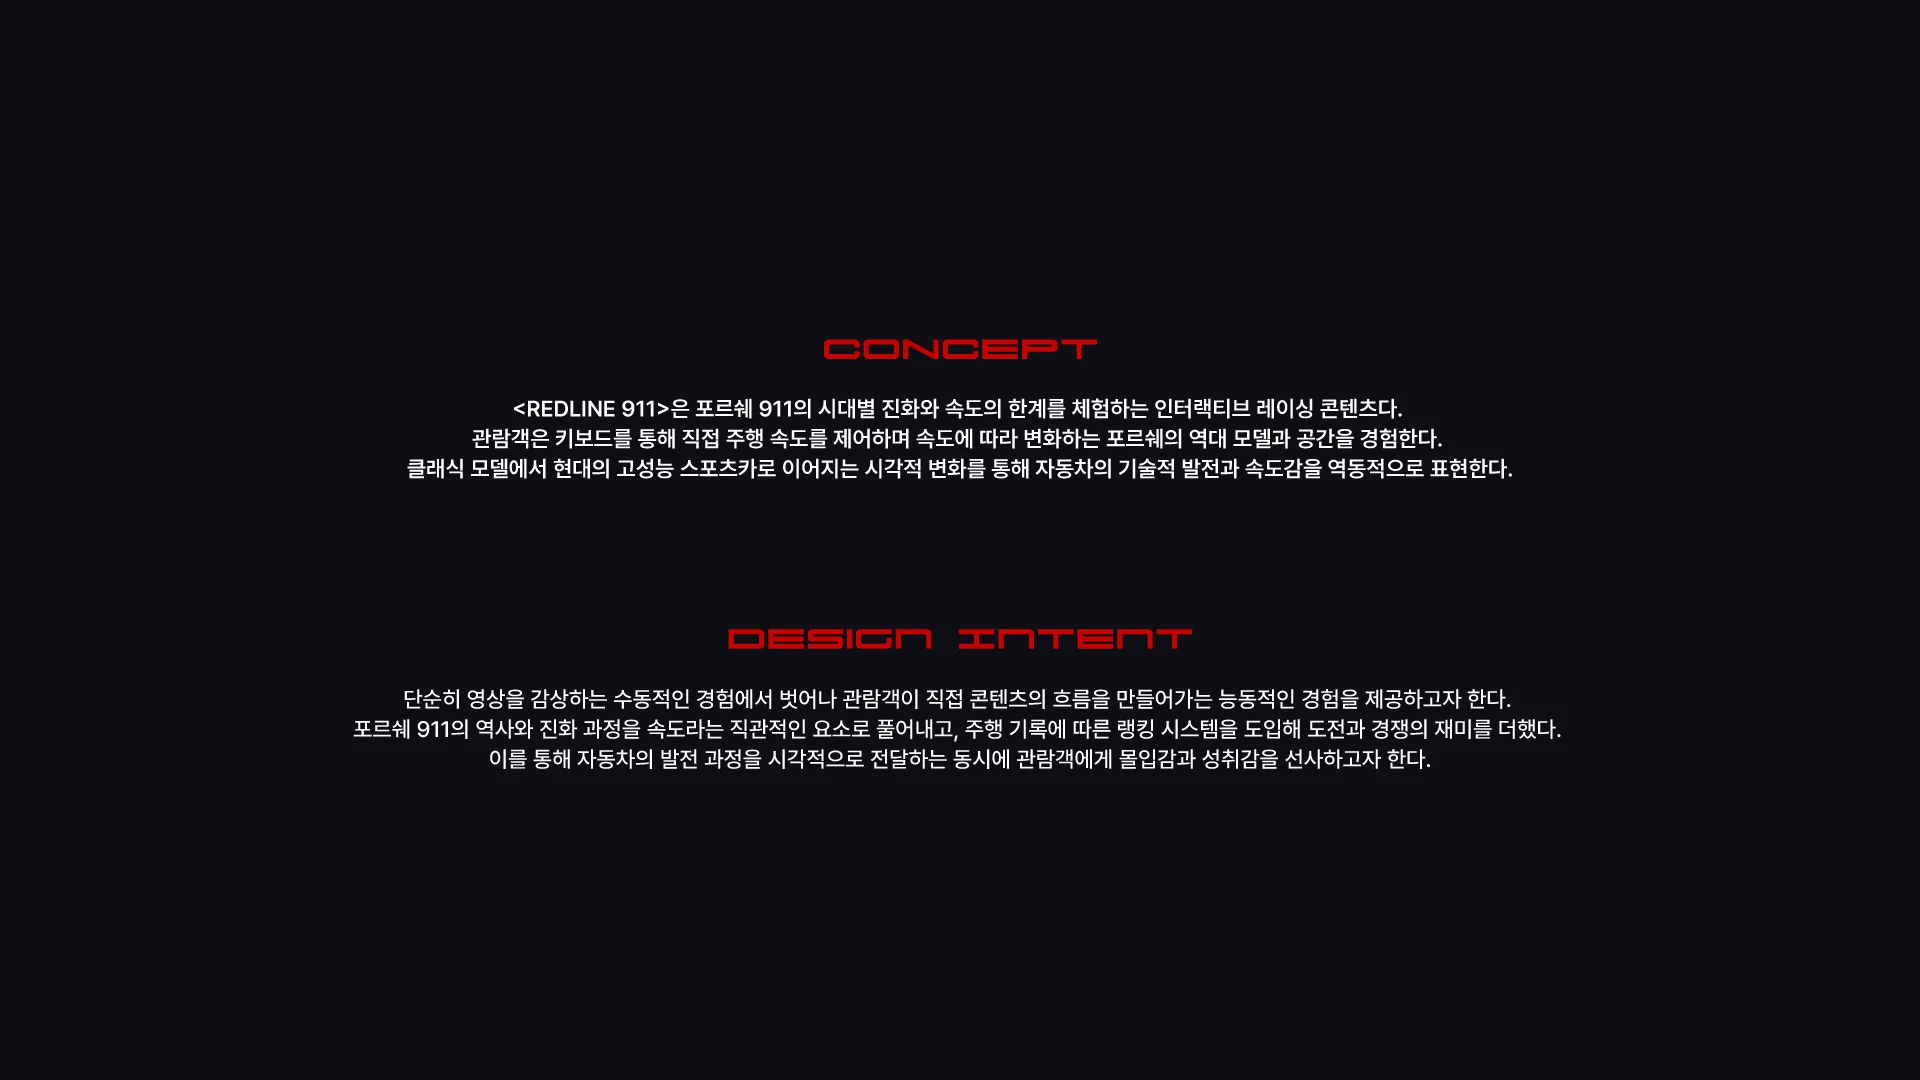 CONCEPT
<REDLINE 911>은 포르쉐 911의 시대별 진화와 속도의 한계를 체험하는 인터랙티브 레이싱 콘텐츠다.
관람객은 키보드를 통해 직접 주행 속도를 제어하며 속도에 따라 변화하는 포르쉐의 역대 모델과 공간을 경험한다.
클래식 모델에서 현대의 고성능 스포츠카로 이어지는 시각적 변화를 통해 자동차의 기술적 발전과 속도감을 역동적으로 표현한다.
DESIGN INTENT
단순히 영상을 감상하는 수동적인 경험에서 벗어나 관람객이 직접 콘텐츠의 흐름을 만들어가는 능동적인 경험을 제공하고자 한다.
포르쉐 911의 역사와 진화 과정을 속도라는 직관적인 요소로 풀어내고, 주행 기록에 따른 랭킹 시스템을 도입해 도전과 경쟁의 재미를 더했다.
이를 통해 자동차의 발전 과정을 시각적으로 전달하는 동시에 관람객에게 몰입감과 성취감을 선사하고자 한다.